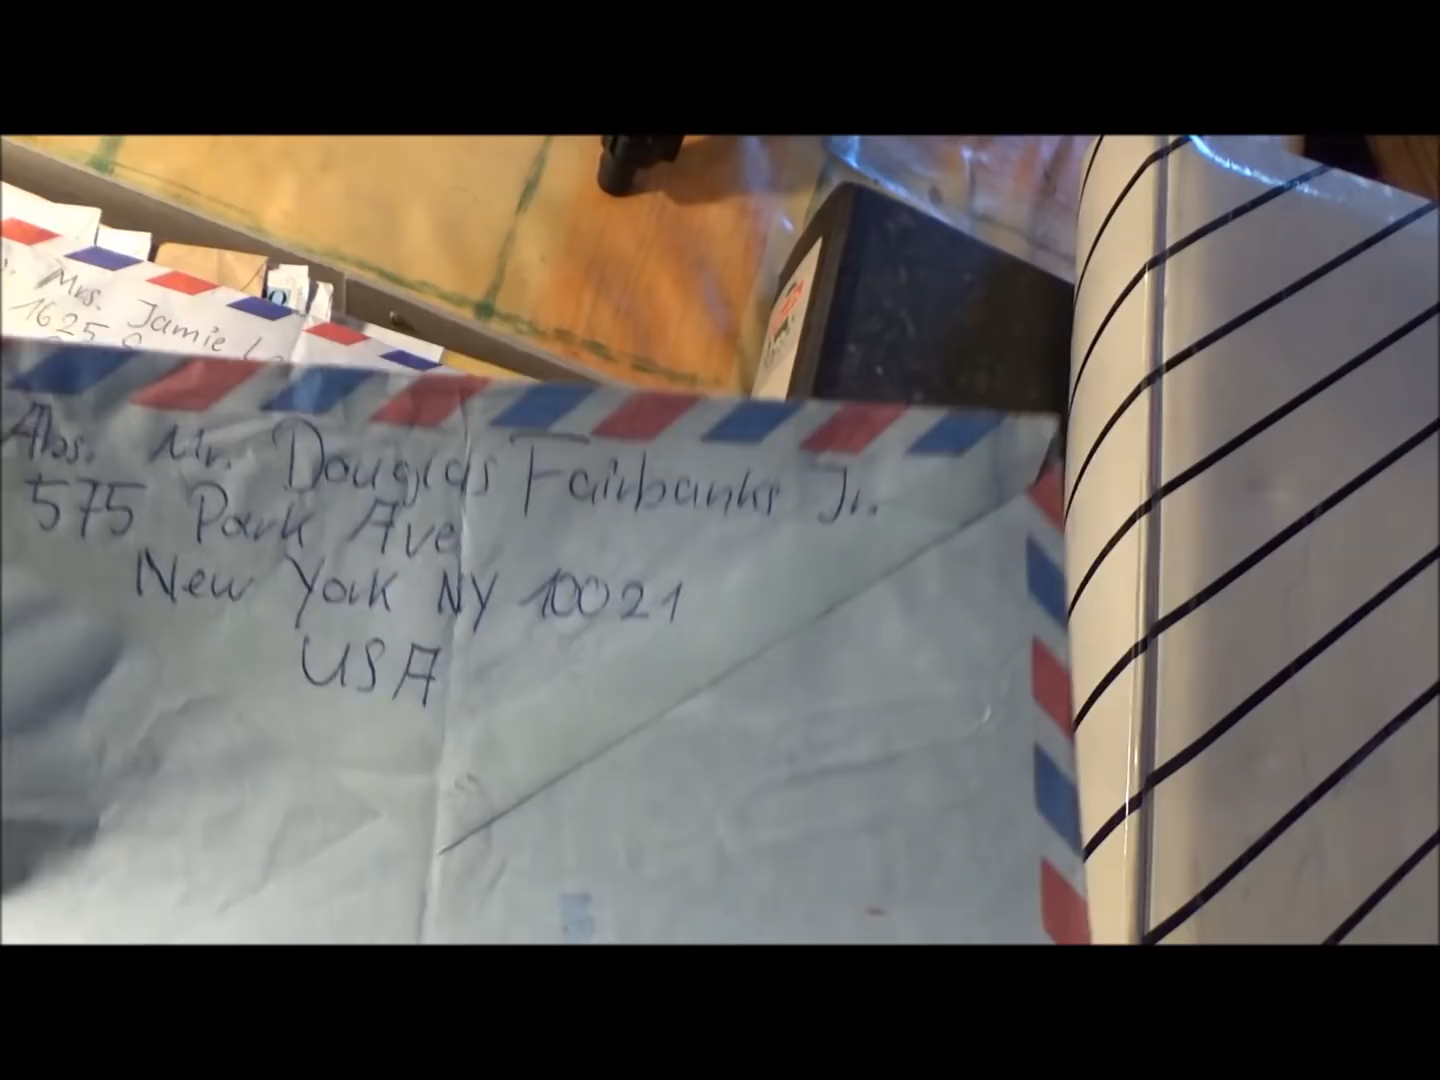 Mrs. Jamie
1625
Abs. Mr. Douglas Fairbanks Jr.
575 Park Ave
New York NY 10021
USA